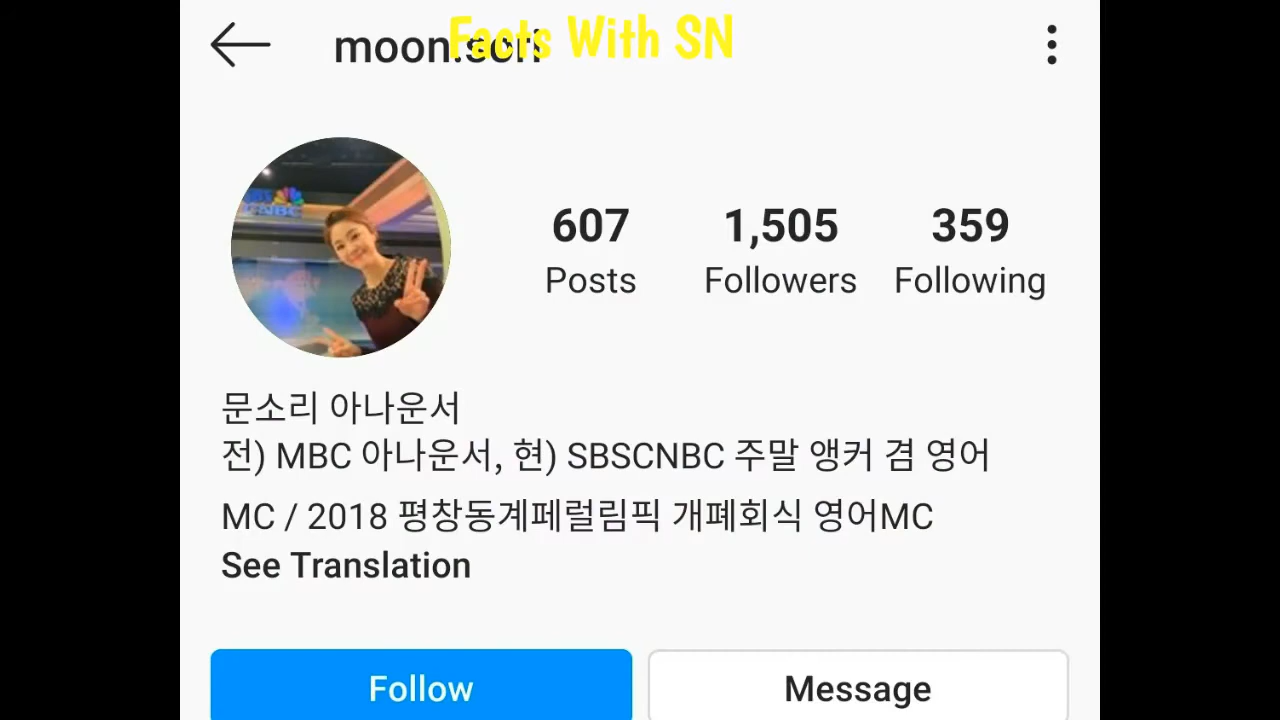 Facts With SN
607 1,505 359
Posts Followers Following
문소리 아나운서
전) MBC 아나운서, 현) SBSCNBC 주말 앵커 겸 영어
MC / 2018 평창동계페럴림픽 개폐회식 영어MC
See Translation
Follow Message